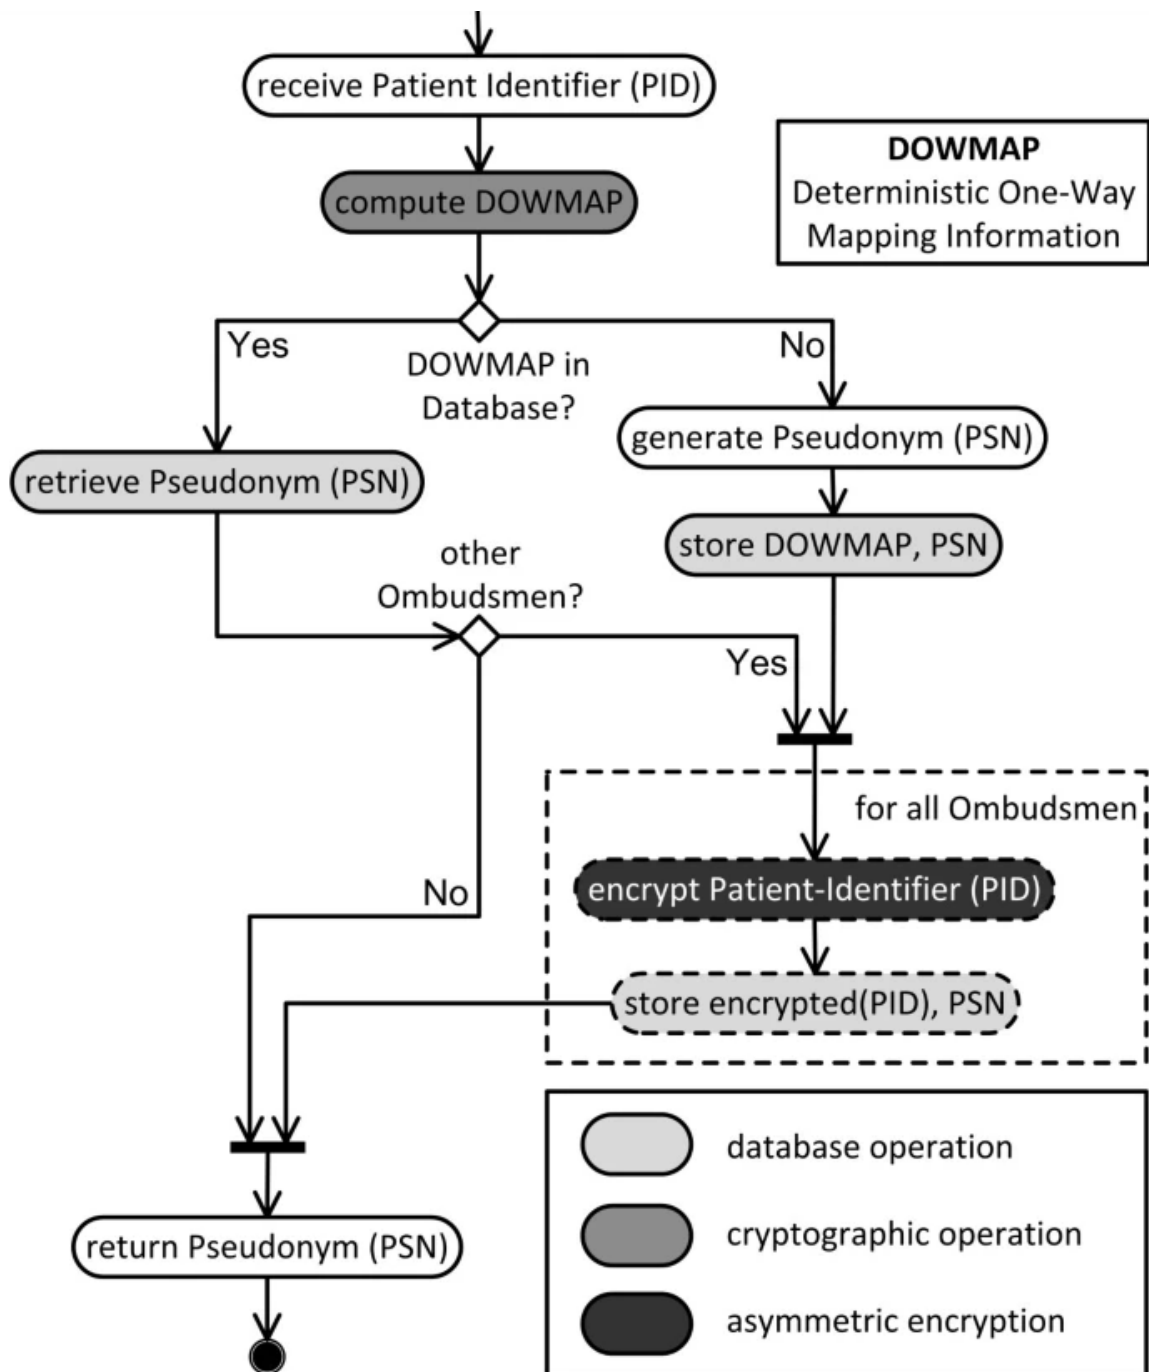 receive Patient Identifier (PID)
compute DOWMAP
DOWMAP
Deterministic One-Way
Mapping Information
Yes
No
DOWMAP in
Database?
generate Pseudonym (PSN)
retrieve Pseudonym (PSN)
store DOWMAP, PSN
other
Ombudsmen?
Yes
No
for all Ombudsmen
encrypt Patient-Identifier (PID)
store encrypted(PID), PSN
return Pseudonym (PSN)
database operation
cryptographic operation
asymmetric encryption